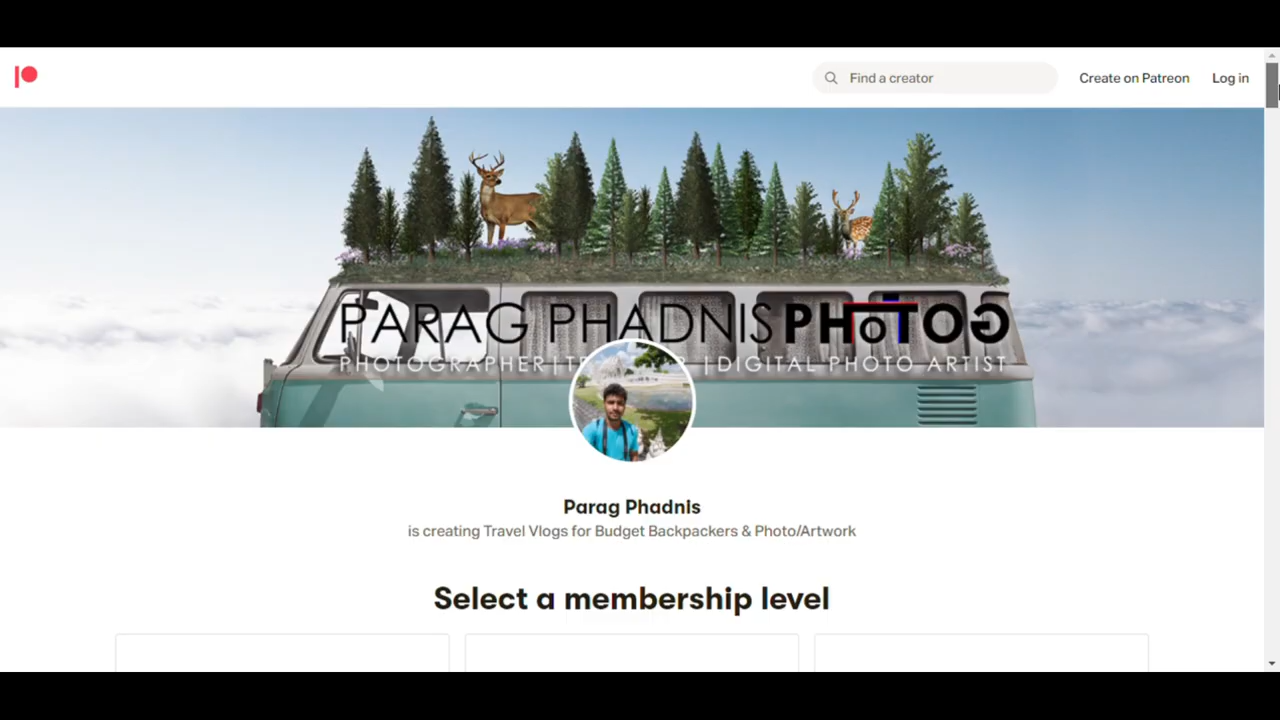 Find a creator
Create on Patreon
Log in
PARAG PHADNIS PHOTOG
PHOTOGRAPHER | | DIGITAL PHOTO ARTIST
Parag Phadnis
is creating Travel Vlogs for Budget Backpackers & Photo/Artwork
Select a membership level